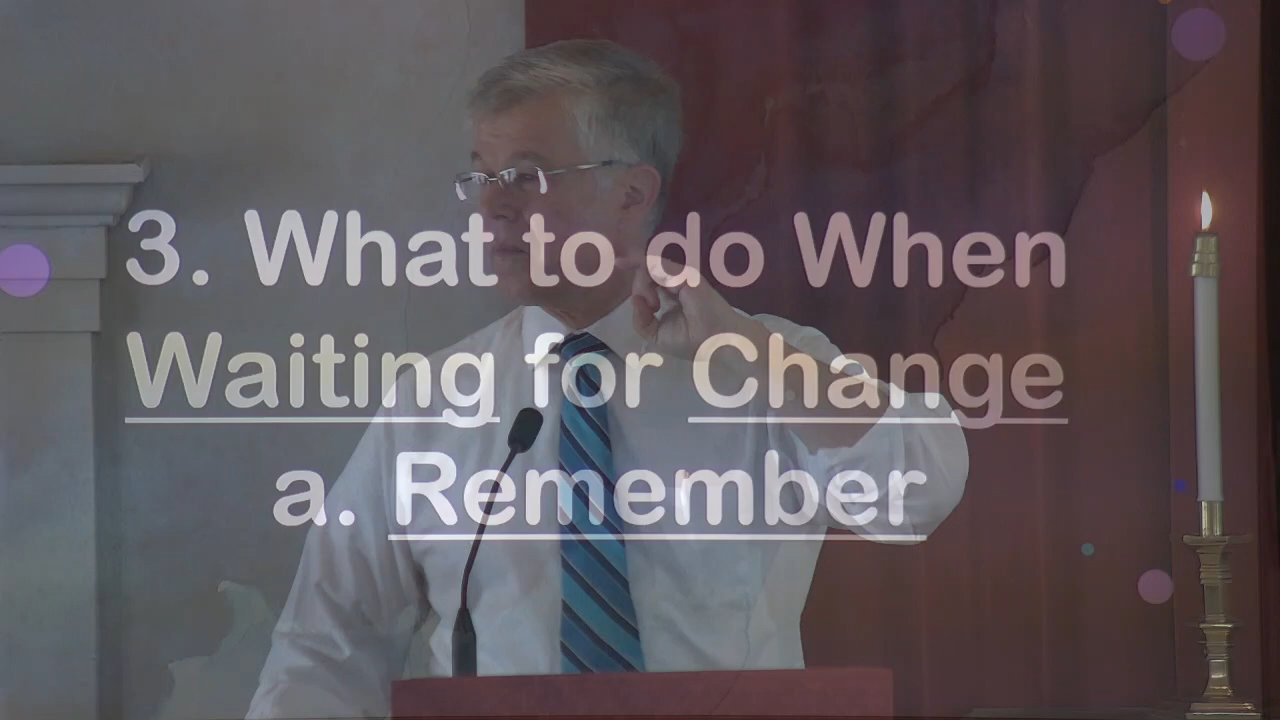 3. What to do When
Waiting for Change
a. Remember